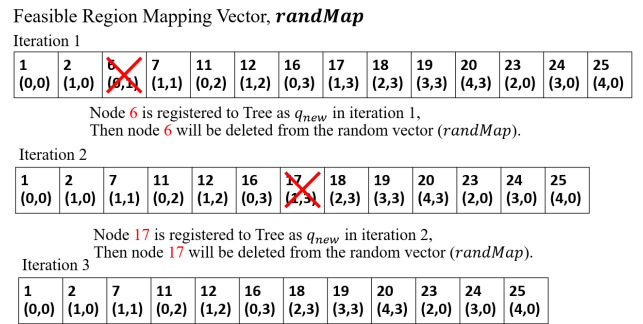 Feasible Region Mapping Vector, randMap
Iteration 1
1 2 6 7 11 12 16 17 18 19 20 23 24 25
(0,0) (1,0) (0,1) (1,1) (0,2) (1,2) (0,3) (1,3) (2,3) (3,3) (4,3) (2,0) (3,0) (4,0)
Node 6 is registered to Tree as qnew in iteration 1,
Then node 6 will be deleted from the random vector (randMap).
Iteration 2
1 2 7 11 12 16 17 18 19 20 23 24 25
(0,0) (1,0) (1,1) (0,2) (1,2) (0,3) (1,3) (2,3) (3,3) (4,3) (2,0) (3,0) (4,0)
Node 17 is registered to Tree as qnew in iteration 2,
Then node 17 will be deleted from the random vector (randMap).
Iteration 3
1 2 7 11 12 16 18 19 20 23 24 25
(0,0) (1,0) (1,1) (0,2) (1,2) (0,3) (2,3) (3,3) (4,3) (2,0) (3,0) (4,0)